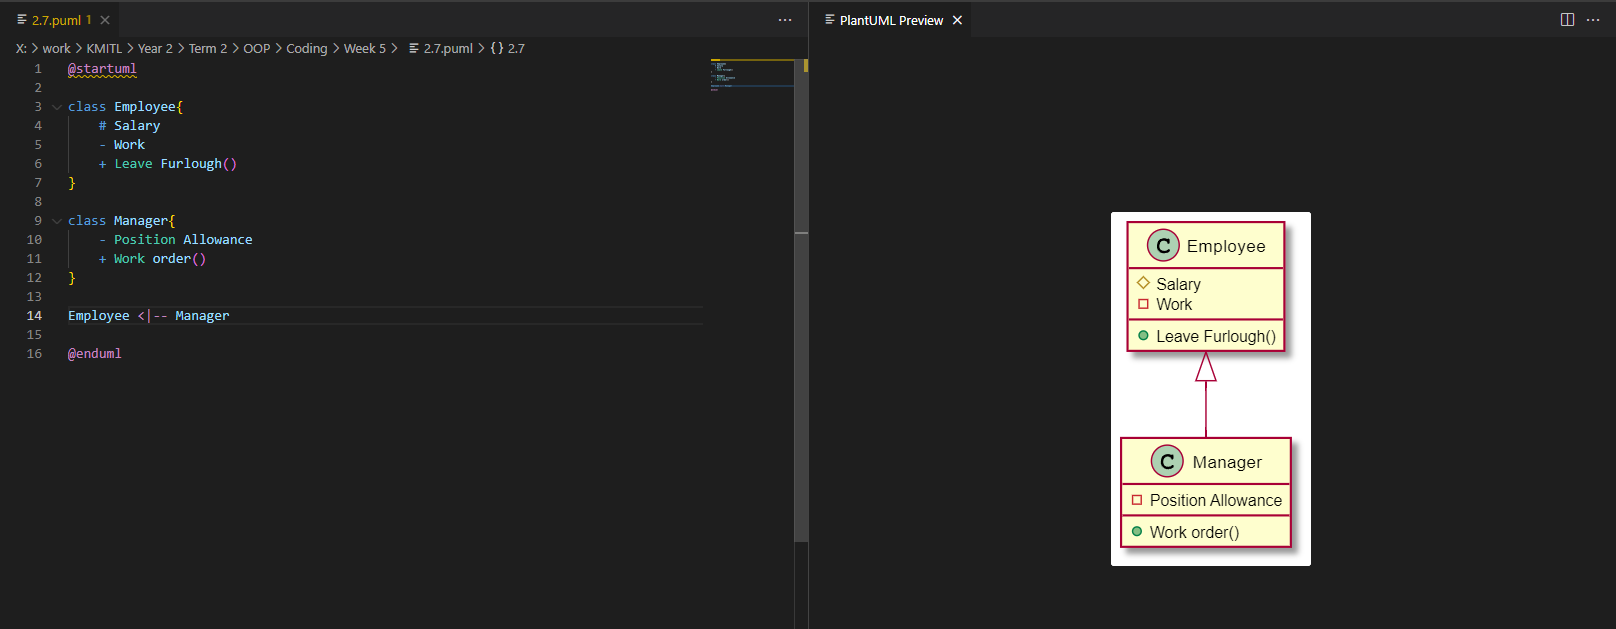 2.7.puml 1
X: > work > KMITL > Year 2 > Term 2 > OOP > Coding > Week 5 > 2.7.puml > {} 2.7
1 @startuml
2
3 class Employee{
4 # Salary
5 - Work
6 + Leave Furlough()
7 }
8
9 class Manager{
10 - Position Allowance
11 + Work order()
12 }
13
14 Employee <|-- Manager
15
16 @enduml
PlantUML Preview
C Employee
Salary
Work
Leave Furlough()
C Manager
Position Allowance
Work order()